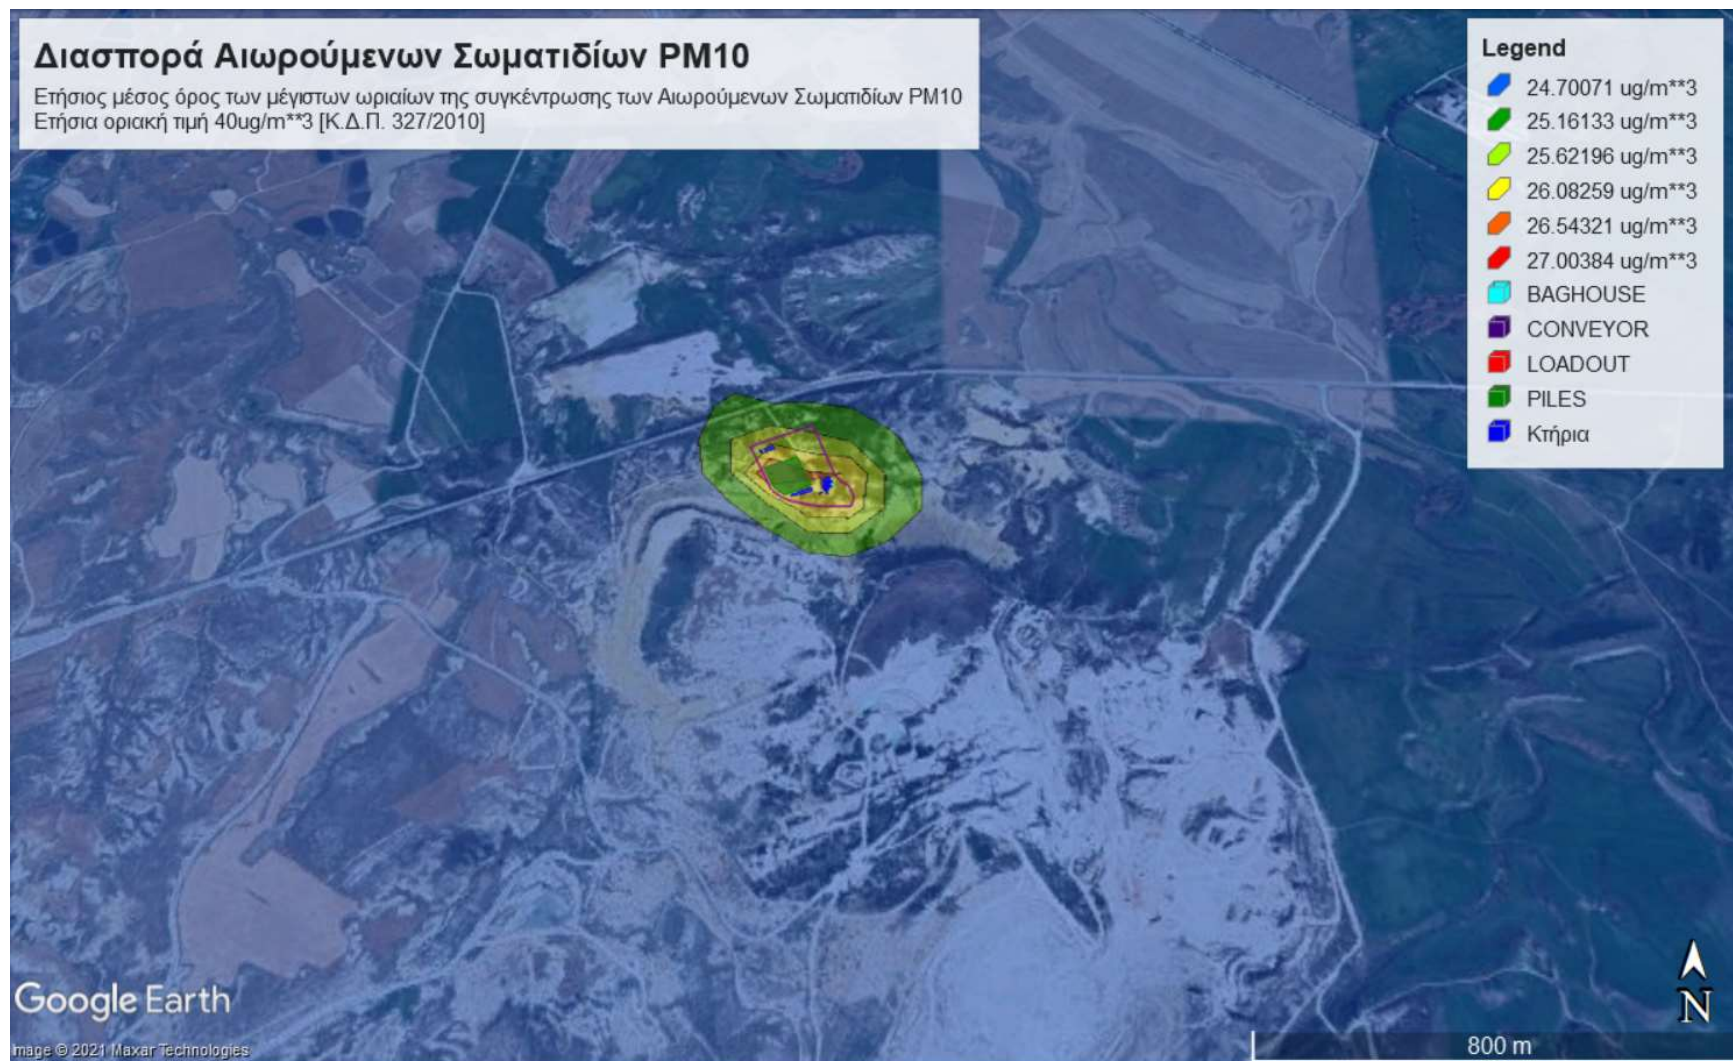 Διασπορά Αιωρούμενων Σωματιδίων PM10
Ετήσιος μέσος όρος των μέγιστων ωριαίων της συγκέντρωσης των Αιωρούμενων Σωματιδίων PM10
Ετήσια οριακή τιμή 40ug/m**3 [Κ.Δ.Π. 327/2010]
Legend
24.70071 ug/m**3
25.16133 ug/m**3
25.62196 ug/m**3
26.08259 ug/m**3
26.54321 ug/m**3
27.00384 ug/m**3
BAGHOUSE
CONVEYOR
LOADOUT
PILES
Κτήρια
Google Earth
Image © 2021 Maxar Technologies
N
800 m